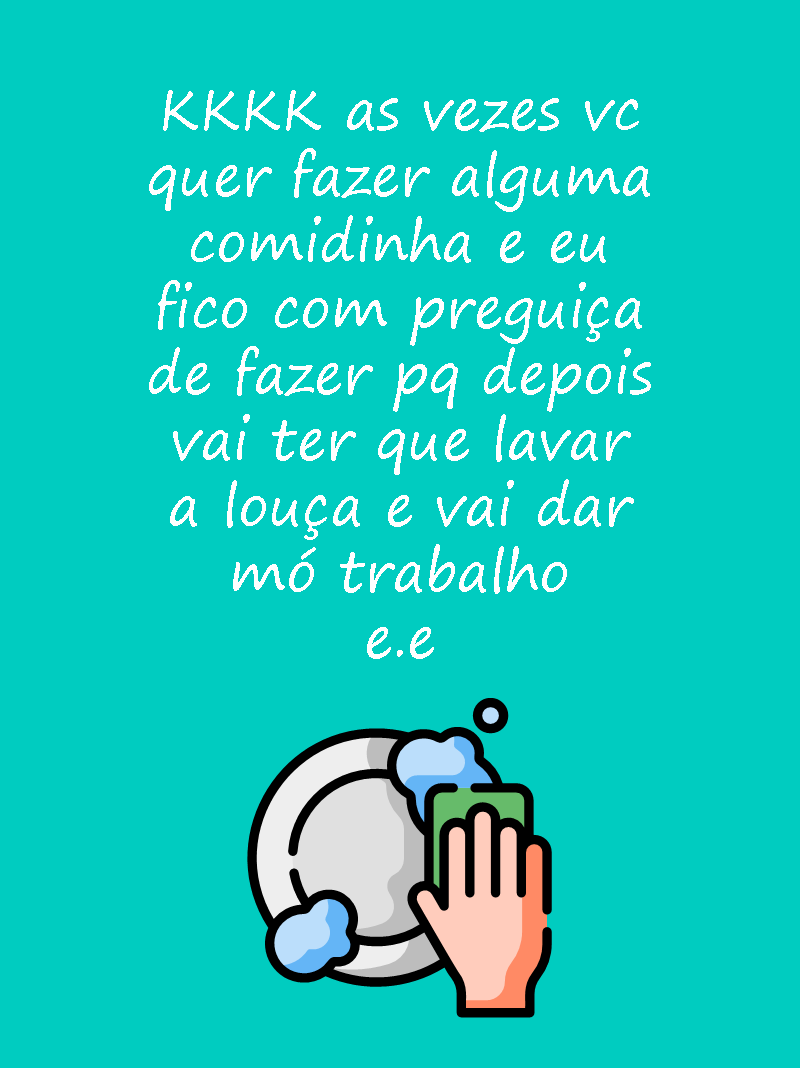 KKKK as vezes vc
quer fazer alguma
comidinha e eu
fico com preguiça
de fazer pq depois
vai ter que lavar
a louça e vai dar
mó trabalho
e.e